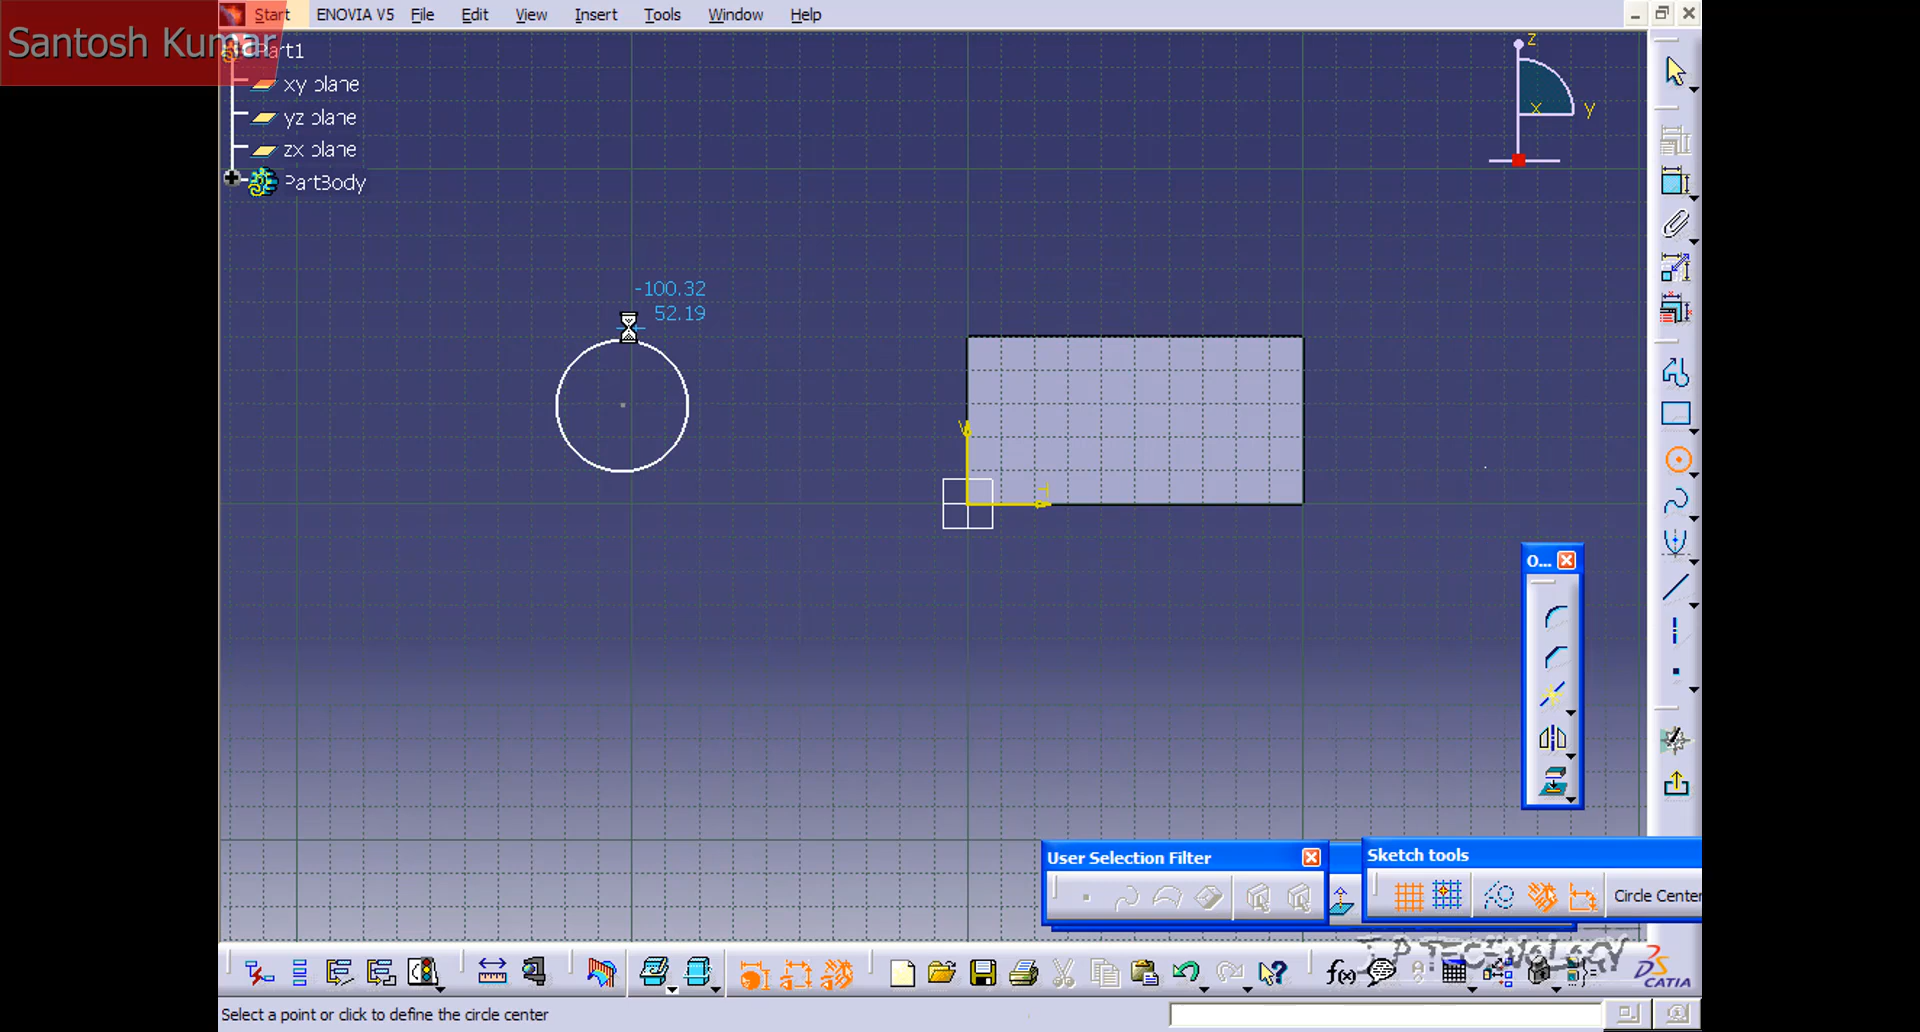 Start ENOVIA V5 File Edit View Insert Tools Window Help
Santosh Kumar
Part1
xy plane
yz plane
zx plane
PartBody
z
x
y
-100.32
52.19
V
H
O...
User Selection Filter
Sketch tools
Circle Center
f(x)
TECHNOLOGY
CATIA
Select a point or click to define the circle center